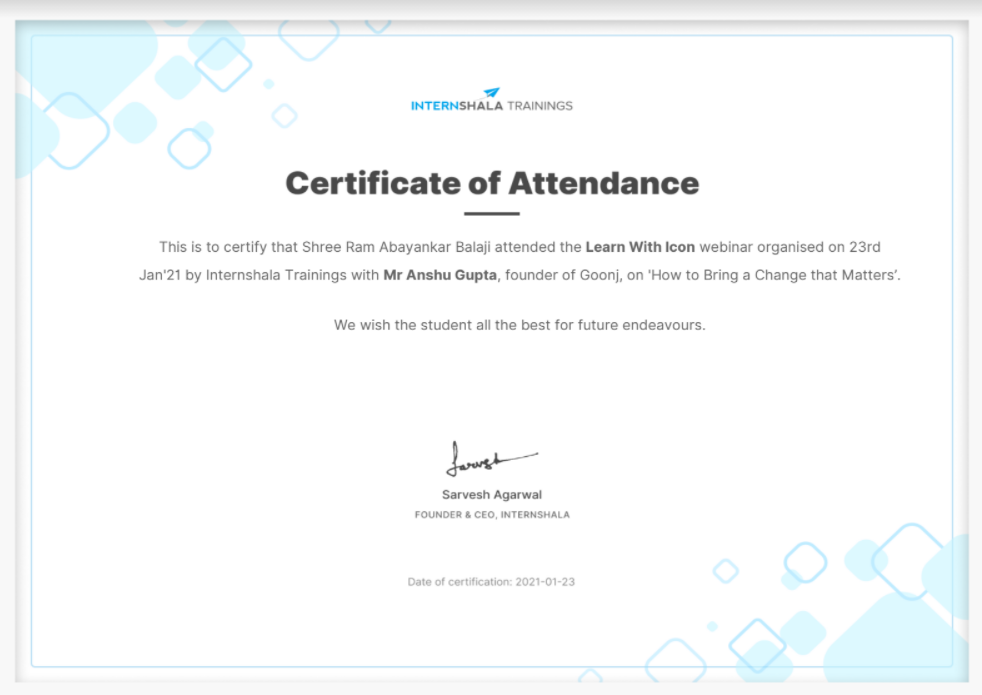 INTERNSHALA TRAININGS
Certificate of Attendance
This is to certify that Shree Ram Abayankar Balaji attended the Learn With Icon webinar organised on 23rd
Jan'21 by Internshala Trainings with Mr Anshu Gupta, founder of Goonj, on 'How to Bring a Change that Matters’.
We wish the student all the best for future endeavours.
Sarvesh
Sarvesh Agarwal
FOUNDER & CEO, INTERNSHALA
Date of certification: 2021-01-23